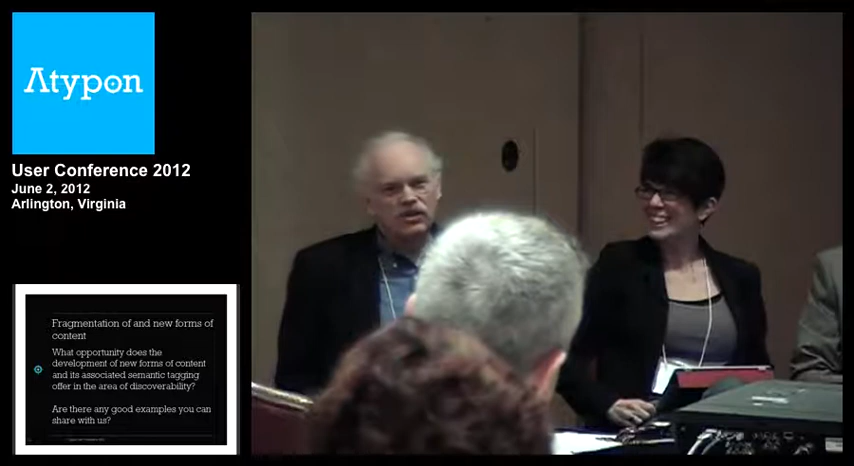 Atypon
User Conference 2012
June 2, 2012
Arlington, Virginia
Fragmentation of and new forms of
content
What opportunity does the
development of new forms of content
and its associated semantic tagging
offer in the area of discoverability?
Are there any good examples you can
share with us?